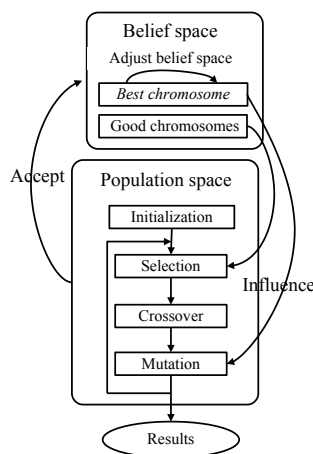 Belief space
Adjust belief space
Best chromosome
Good chromosomes
Accept
Population space
Initialization
Selection
Influence
Crossover
Mutation
Results